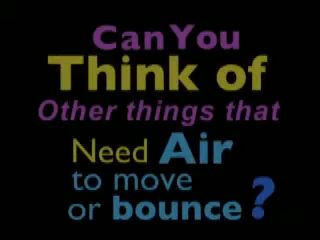 Can You
Think of
Other things that
Need Air
to move
or bounce ?